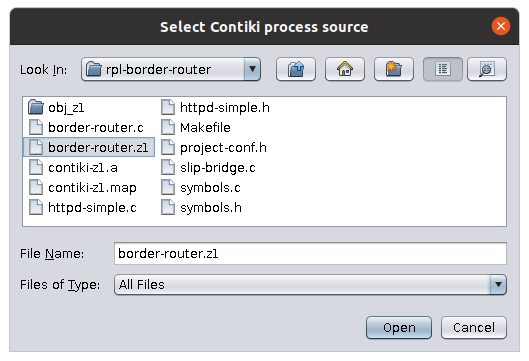 Select Contiki process source
Look In: rpl-border-router
obj_z1
border-router.c
border-router.z1
contiki-z1.a
contiki-z1.map
httpd-simple.c
httpd-simple.h
Makefile
project-conf.h
slip-bridge.c
symbols.c
symbols.h
File Name: border-router.z1
Files of Type: All Files
Open Cancel